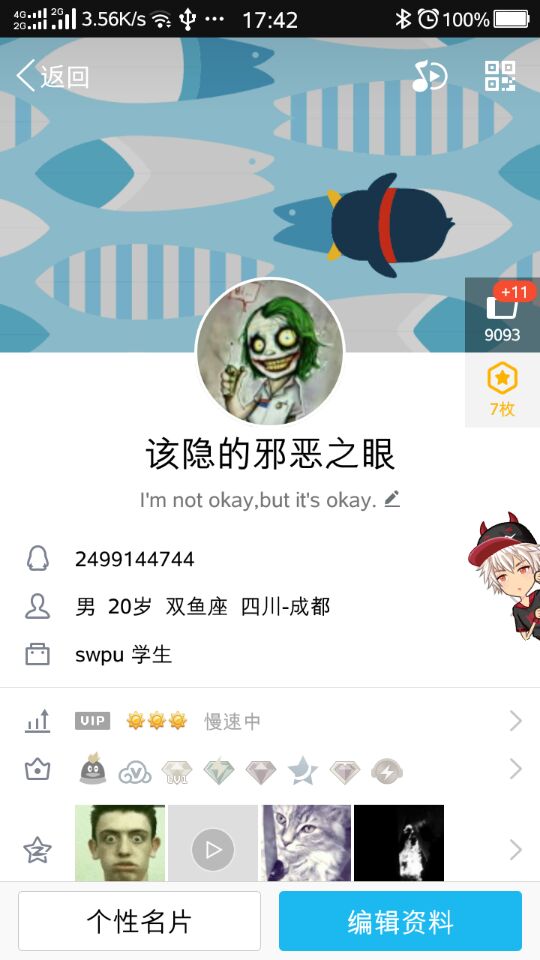 4G 2G 2G 3.56K/s ... 17:42 100%
返回
+11
9093
7枚
该隐的邪恶之眼
I'm not okay,but it's okay.
2499144744
男 20岁 双鱼座 四川-成都
swpu 学生
VIP 慢速中
LV1
个性名片 编辑资料